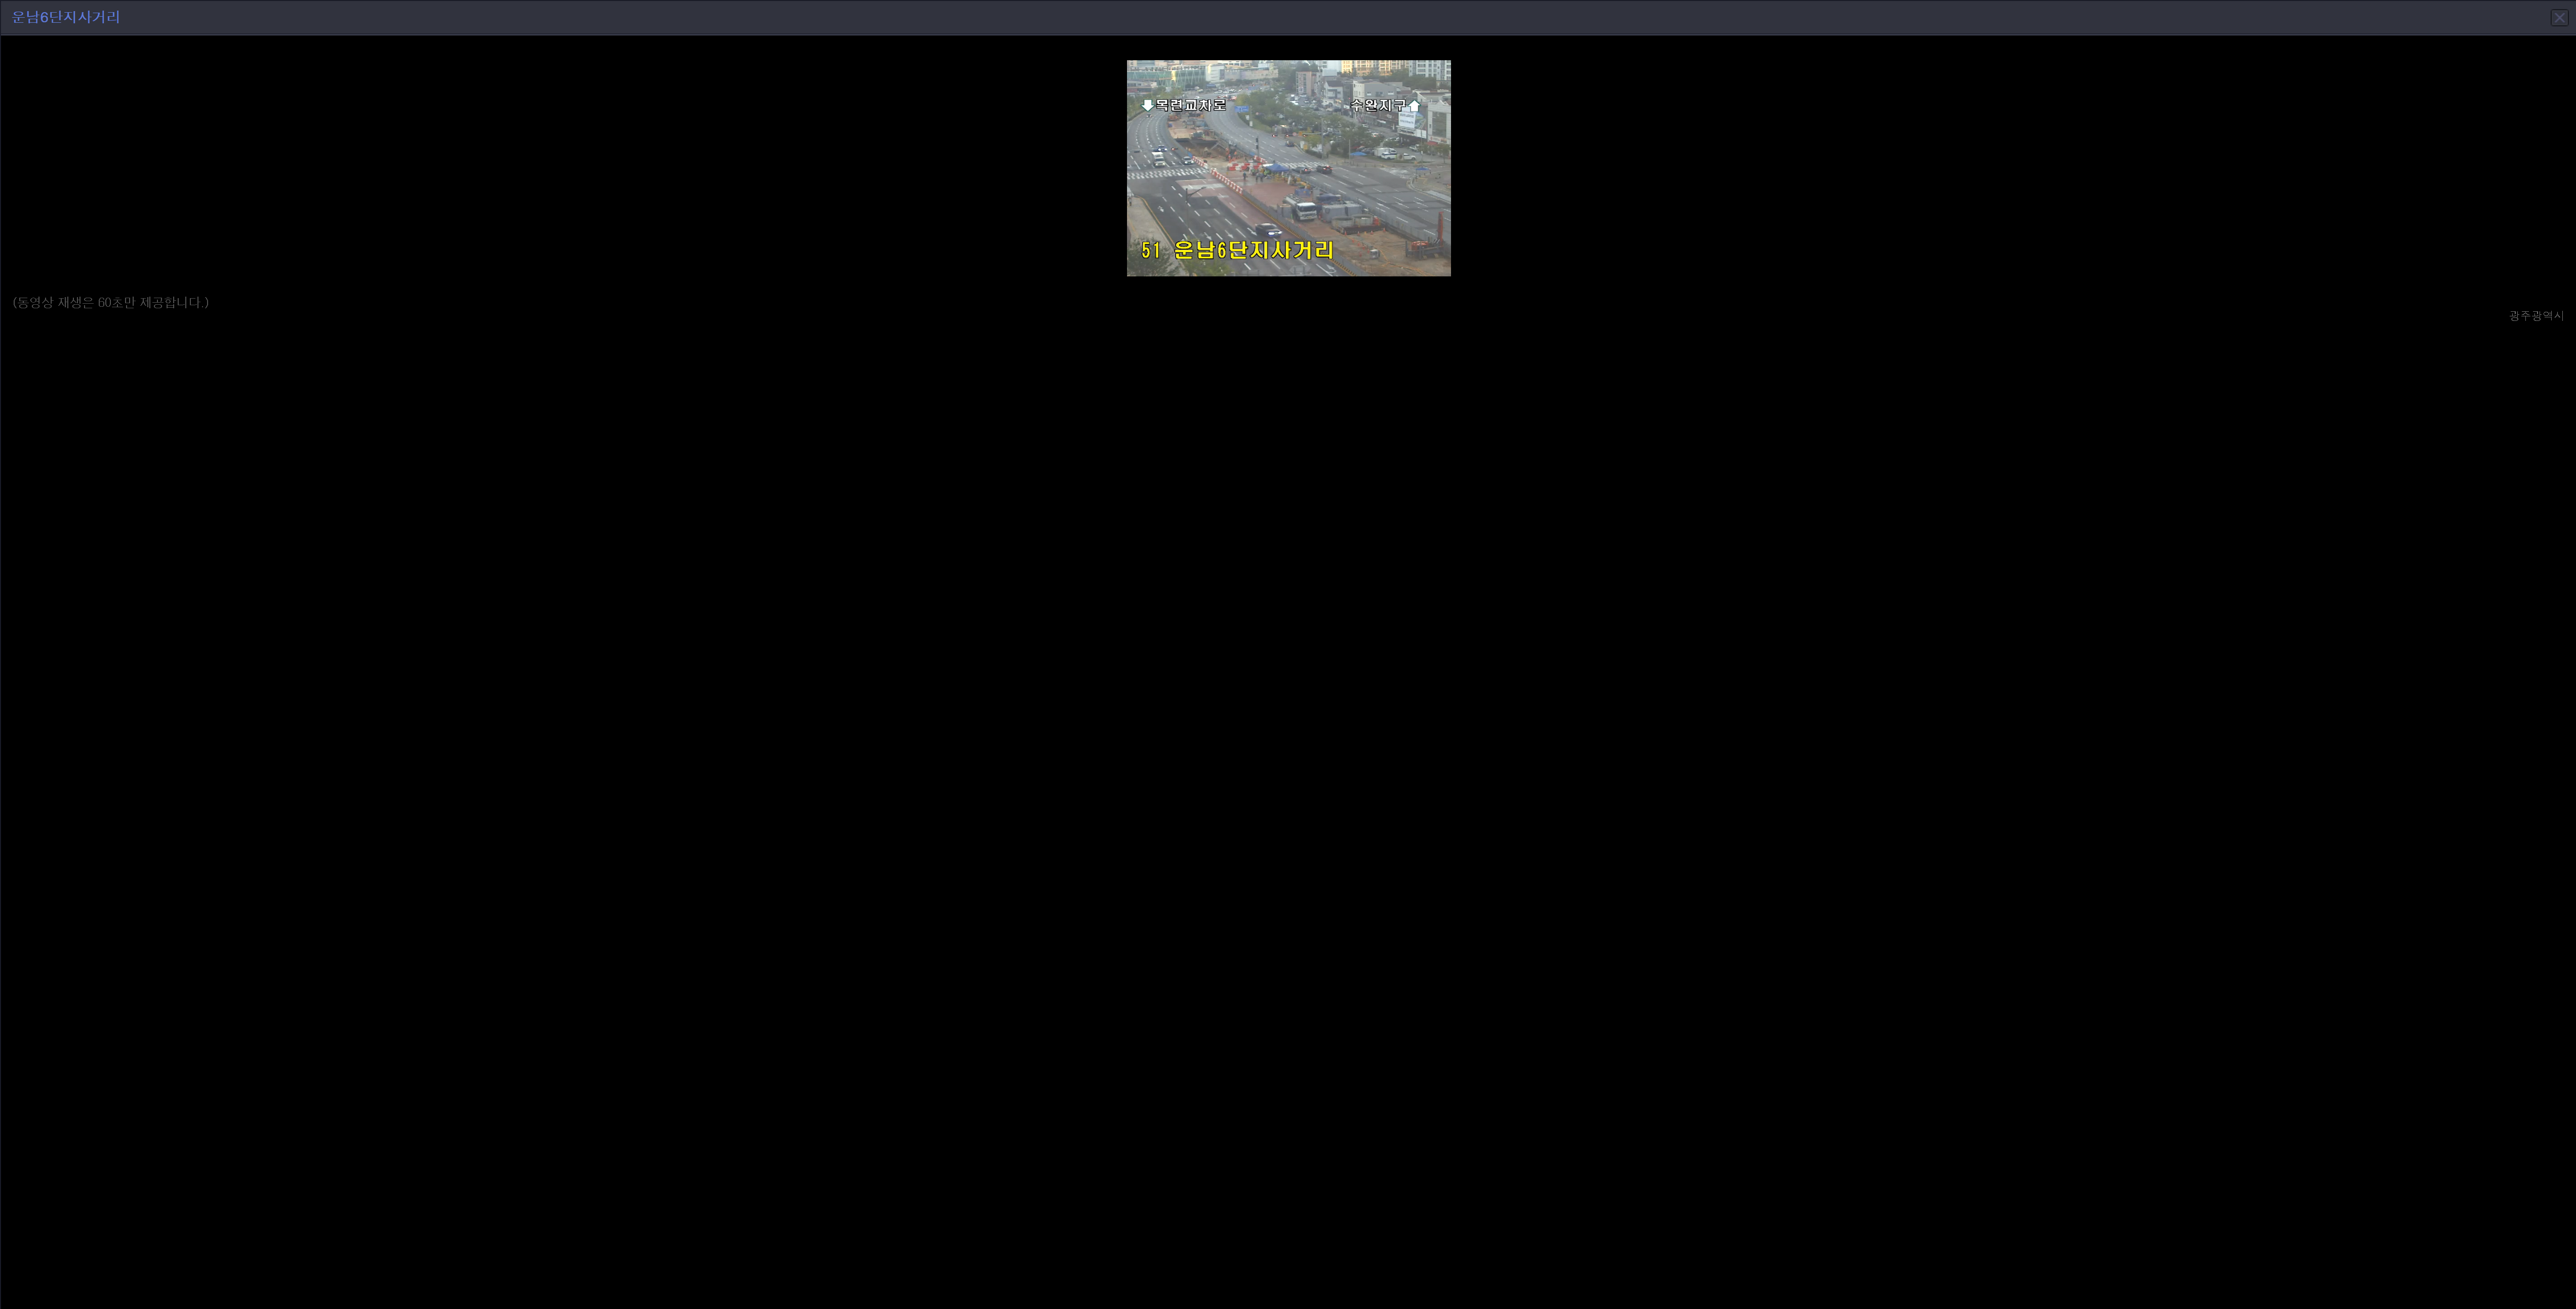 운남6단지사거리
⬇목련교차로
수완지구⬆
51 운남6단지사거리
(동영상 재생은 60초만 제공합니다.)
광주광역시